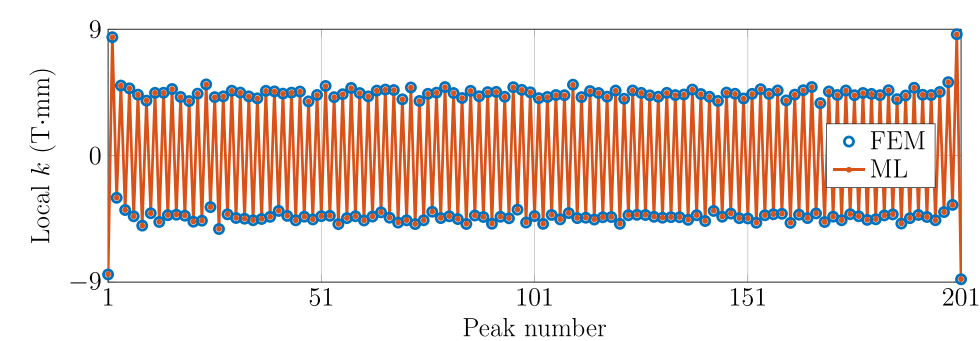 9
0
−9
Local k (T·mm)
FEM
ML
1 51 101 151 201
Peak number